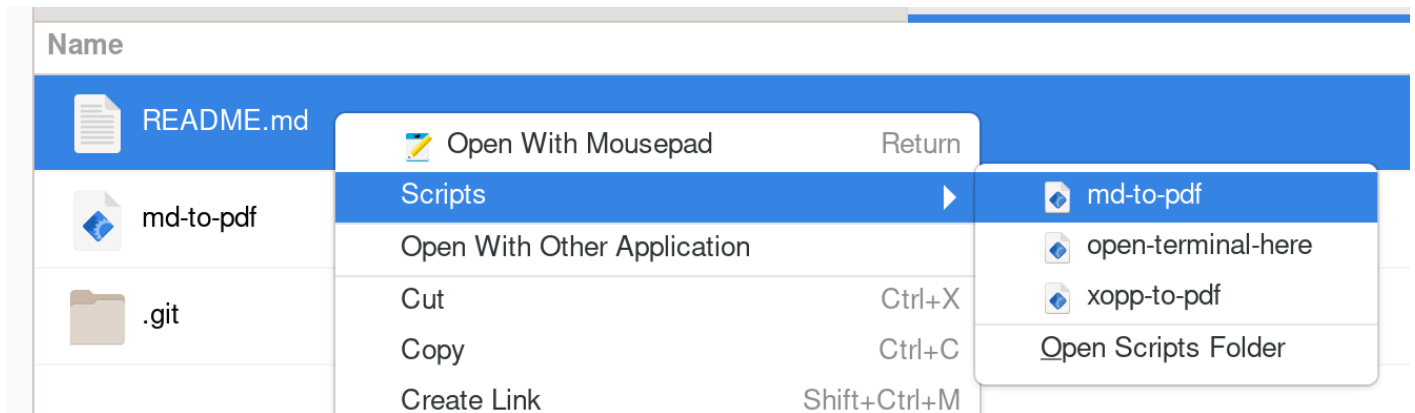 Name
README.md
Open With Mousepad Return
Scripts
md-to-pdf
md-to-pdf
Open With Other Application
open-terminal-here
.git
Cut Ctrl+X
xopp-to-pdf
Copy Ctrl+C
Open Scripts Folder
Create Link Shift+Ctrl+M